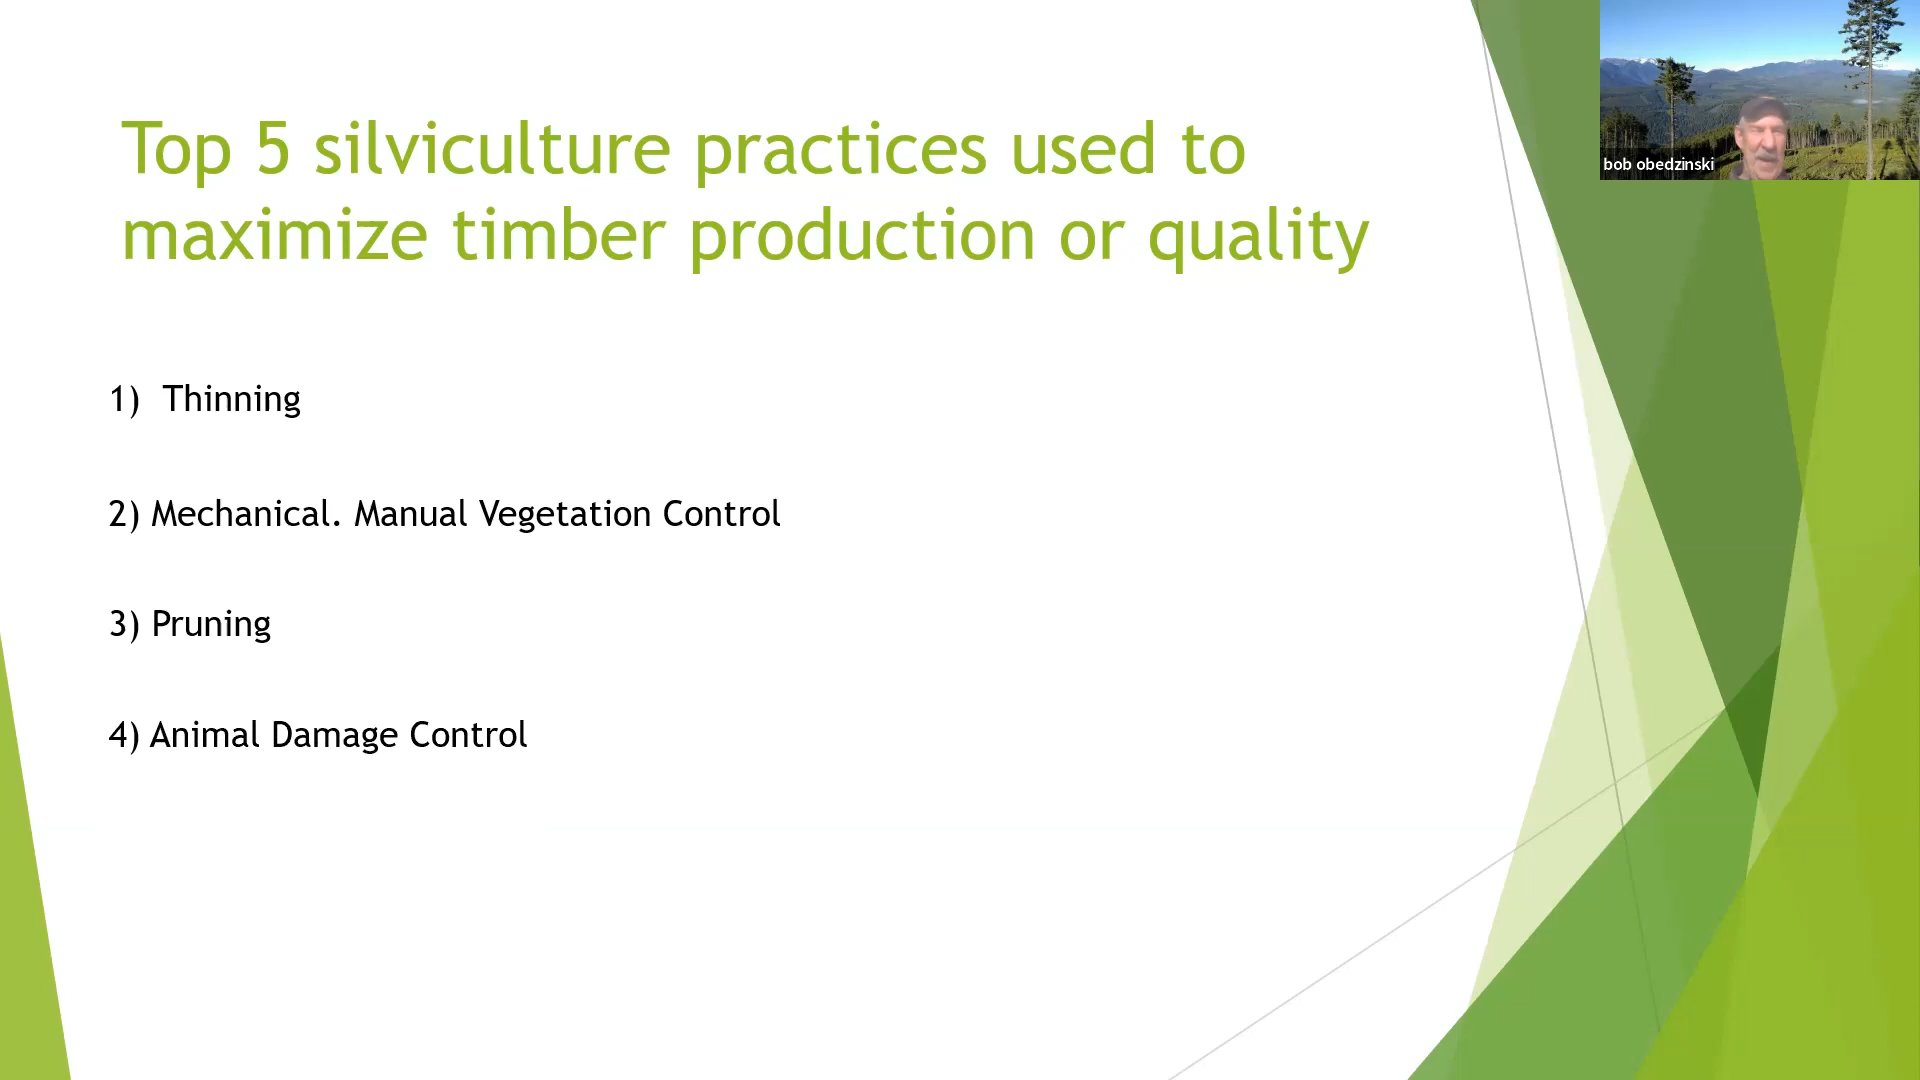 Top 5 silviculture practices used to
maximize timber production or quality
1) Thinning
2) Mechanical. Manual Vegetation Control
3) Pruning
4) Animal Damage Control
bob obedzinski